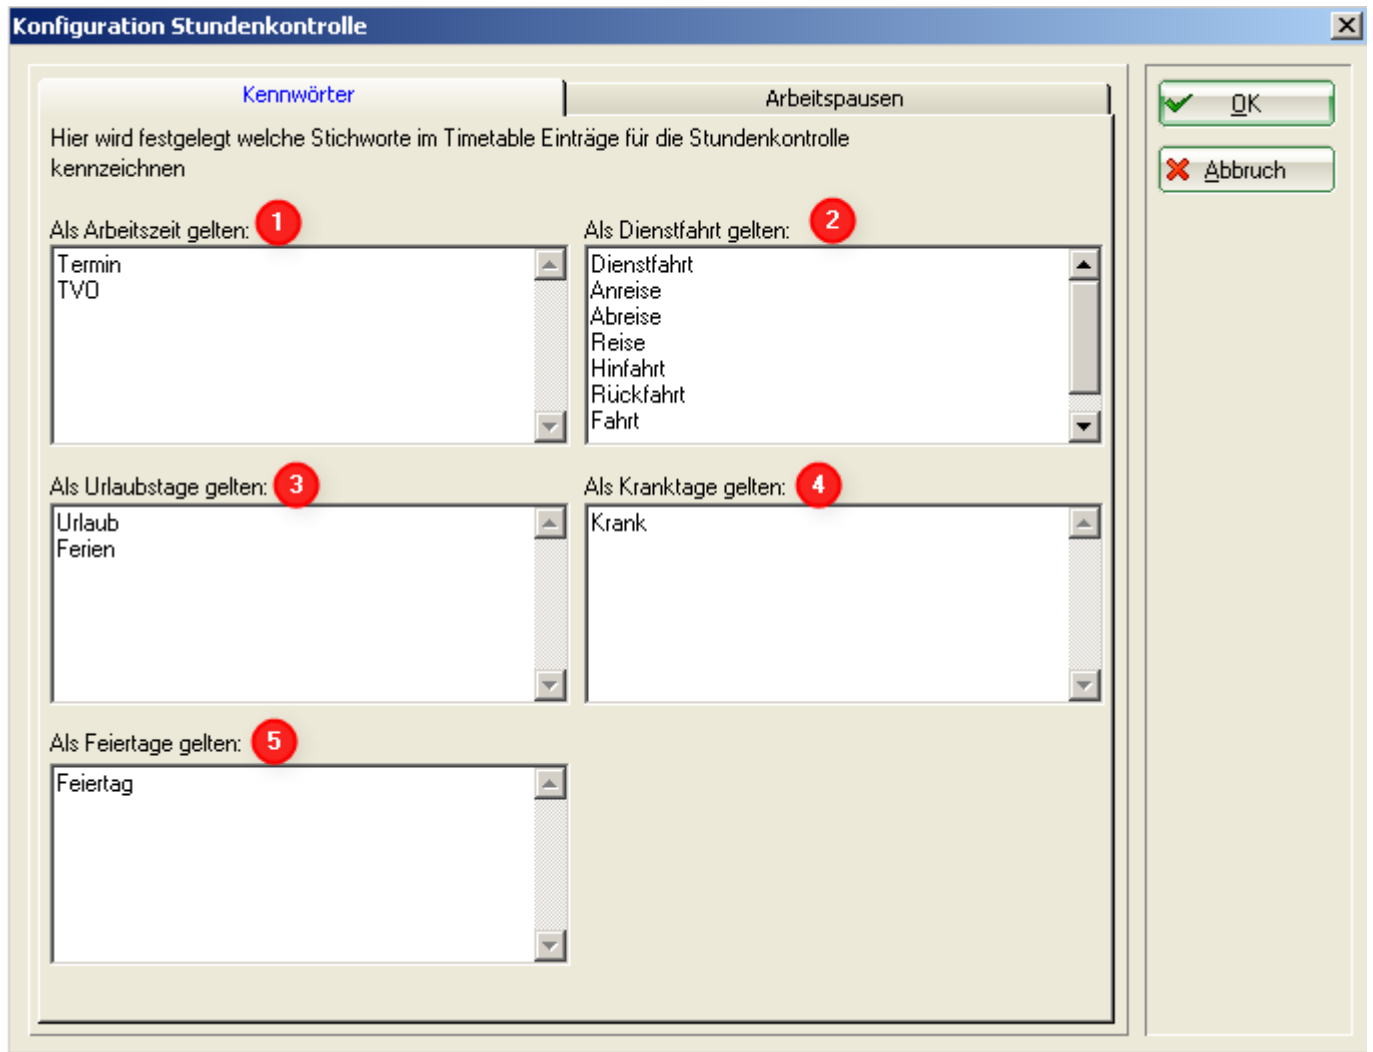 Konfiguration Stundenkontrolle
Kennwörter
Arbeitspausen
OK
Abbruch
Hier wird festgelegt welche Stichworte im Timetable Einträge für die Stundenkontrolle
kennzeichnen
Als Arbeitszeit gelten: 1
Termin
TVO
Als Dienstfahrt gelten: 2
Dienstfahrt
Anreise
Abreise
Reise
Hinfahrt
Rückfahrt
Fahrt
Als Urlaubstage gelten: 3
Urlaub
Ferien
Als Kranktage gelten: 4
Krank
Als Feiertage gelten: 5
Feiertag